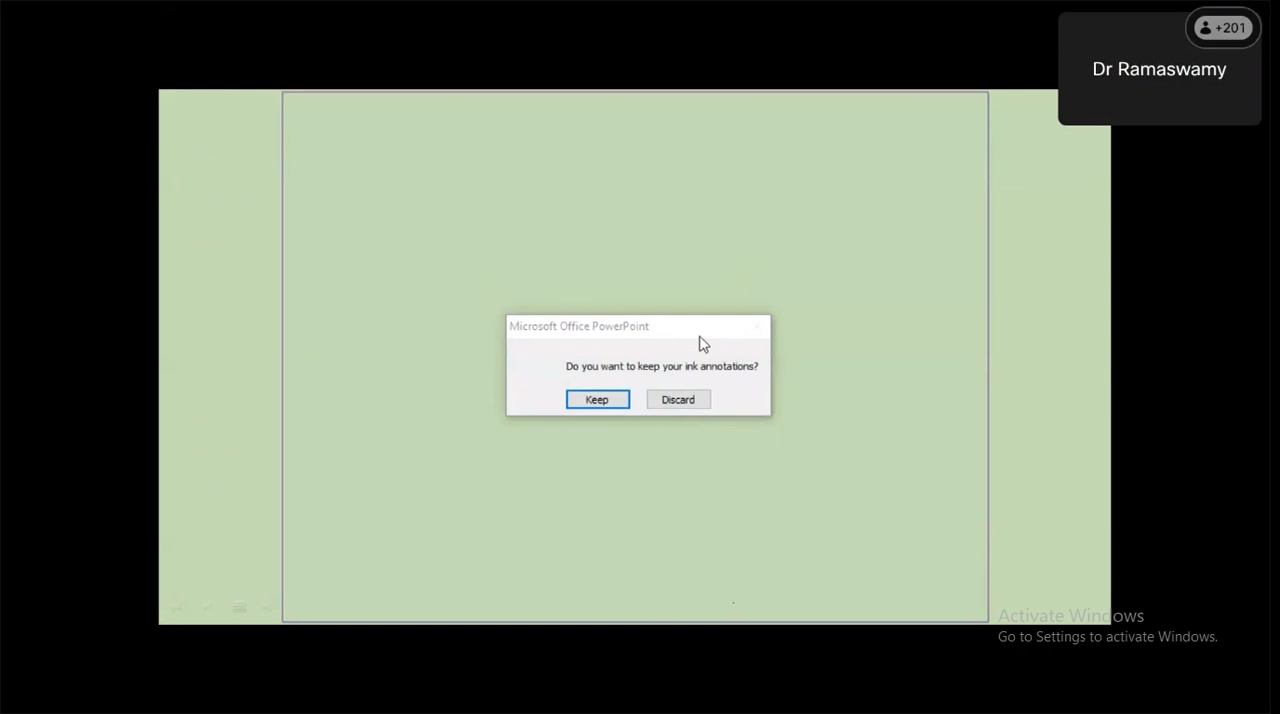 +201
Dr Ramaswamy
Microsoft Office PowerPoint
Do you want to keep your ink annotations?
Keep
Discard
Activate Windows
Go to Settings to activate Windows.